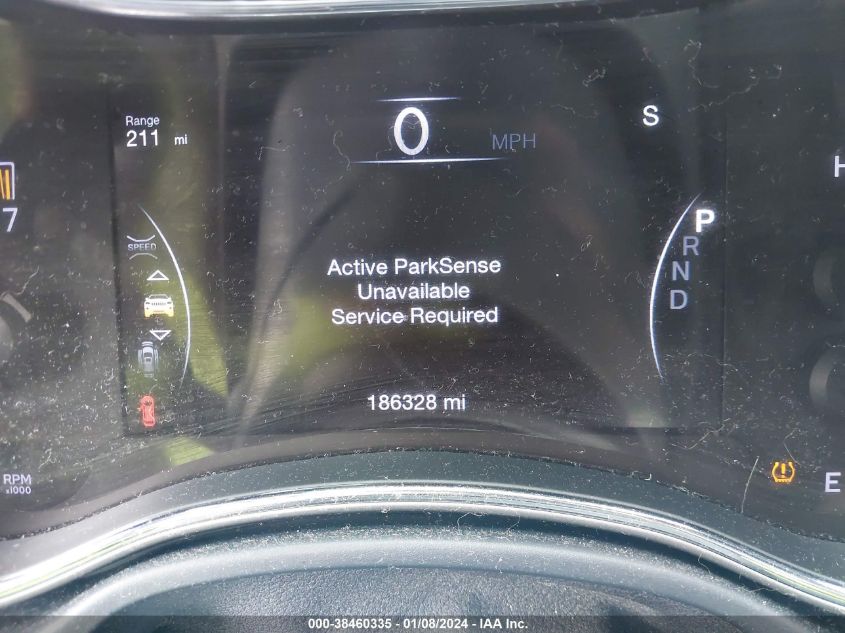 Range
211 mi
0 MPH
S
H
7
SPEED
P
R
N
D
Active ParkSense
Unavailable
Service Required
186328 mi
RPM
x1000
E
000-38460335 - 01/08/2024 - IAA Inc.